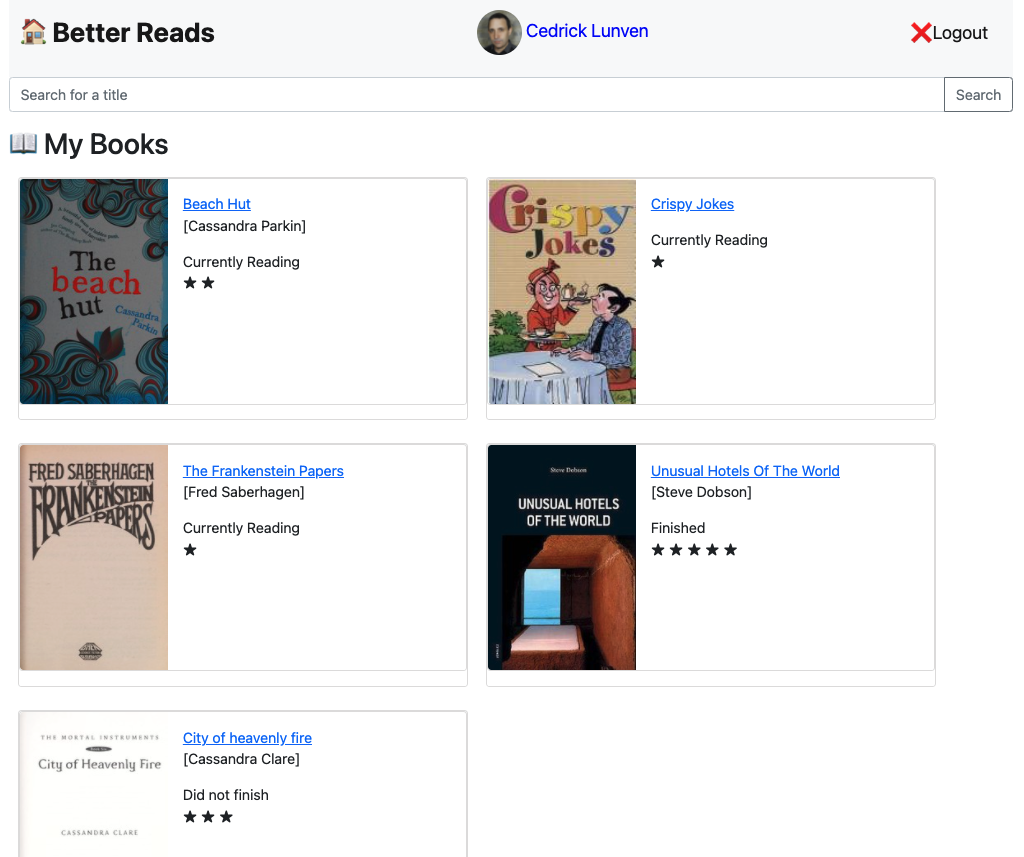 Better Reads
Cedrick Lunven
Logout
Search for a title
Search
My Books
The
beach
hut
Cassandra
Parkin
Beach Hut
[Cassandra Parkin]
Currently Reading
Crispy
Jokes
Crispy Jokes
Currently Reading
FRED SABERHAGEN
THE
FRANKENSTEIN
PAPERS
The Frankenstein Papers
[Fred Saberhagen]
Currently Reading
Steve Dobson
UNUSUAL HOTELS
OF THE WORLD
Unusual Hotels Of The World
[Steve Dobson]
Finished
THE MORTAL INSTRUMENTS
City of Heavenly Fire
CASSANDRA CLARE
City of heavenly fire
[Cassandra Clare]
Did not finish